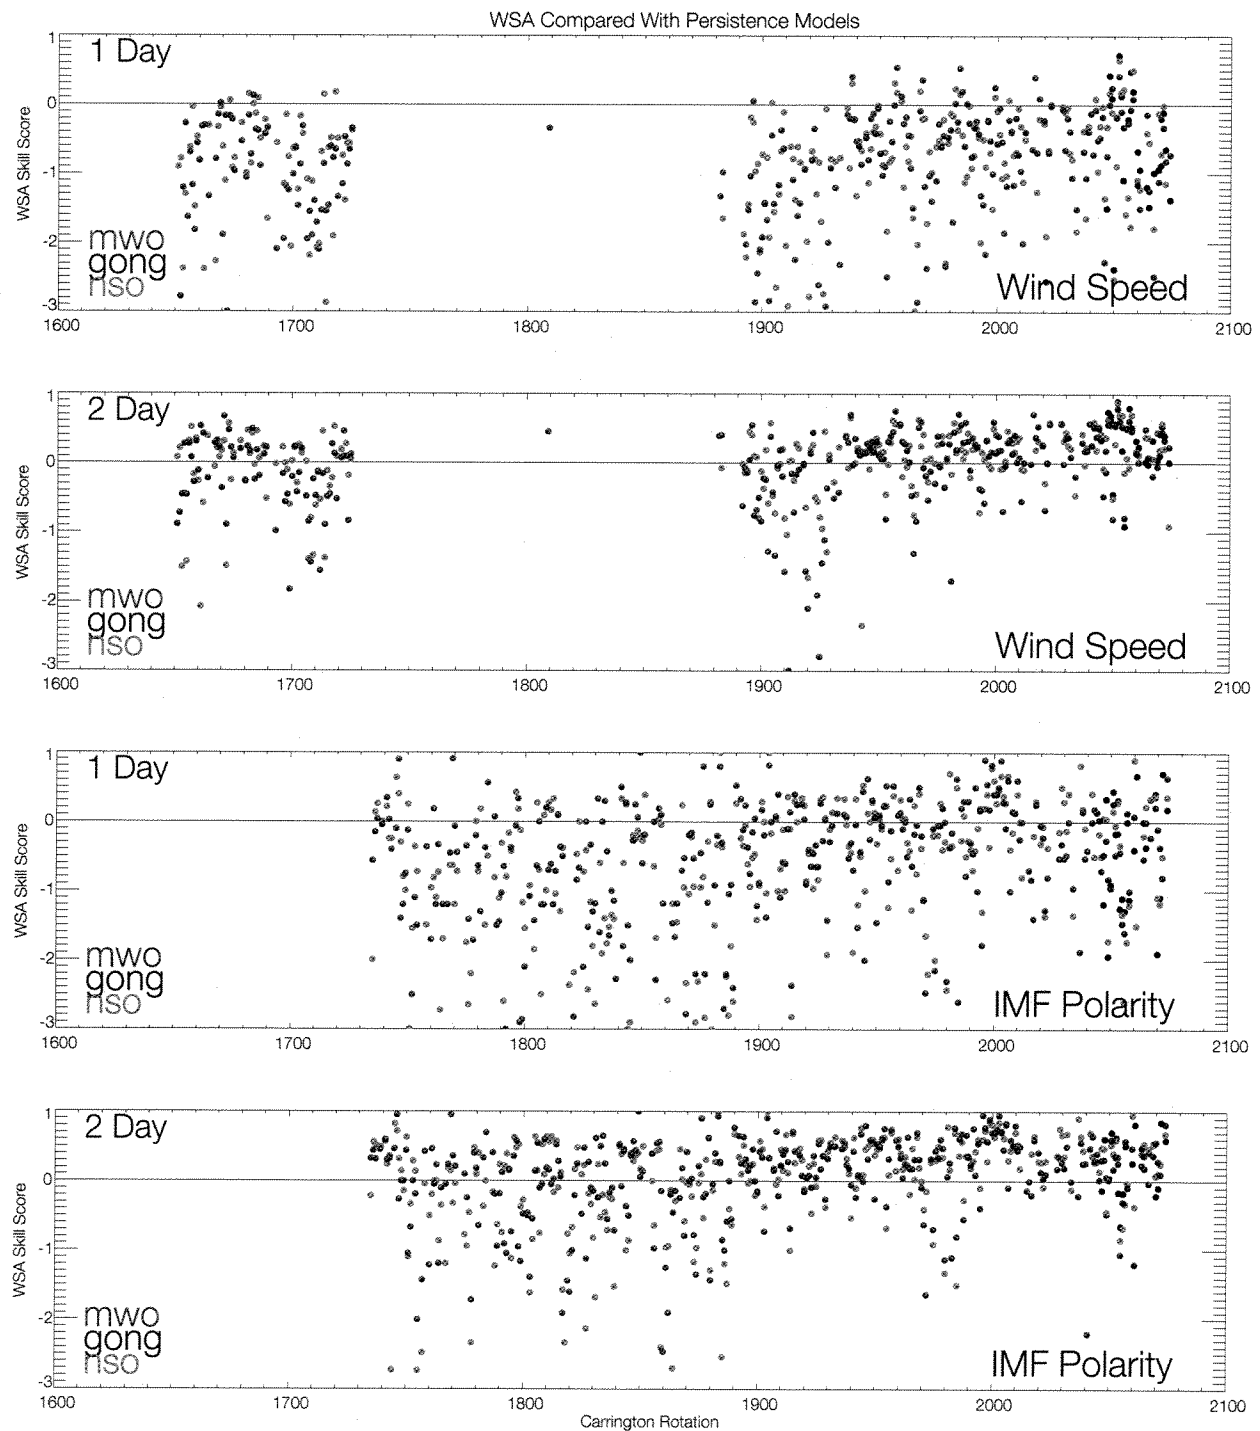 WSA Compared With Persistence Models
1 Day
1
0
-1
-2
-3
WSA Skill Score
mwo
gong
nso
Wind Speed
1600 1700 1800 1900 2000 2100
2 Day
1
0
-1
-2
-3
WSA Skill Score
mwo
gong
nso
Wind Speed
1600 1700 1800 1900 2000 2100
1 Day
1
0
-1
-2
-3
WSA Skill Score
mwo
gong
nso
IMF Polarity
1600 1700 1800 1900 2000 2100
2 Day
1
0
-1
-2
-3
WSA Skill Score
mwo
gong
nso
IMF Polarity
1600 1700 1800 1900 2000 2100
Carrington Rotation